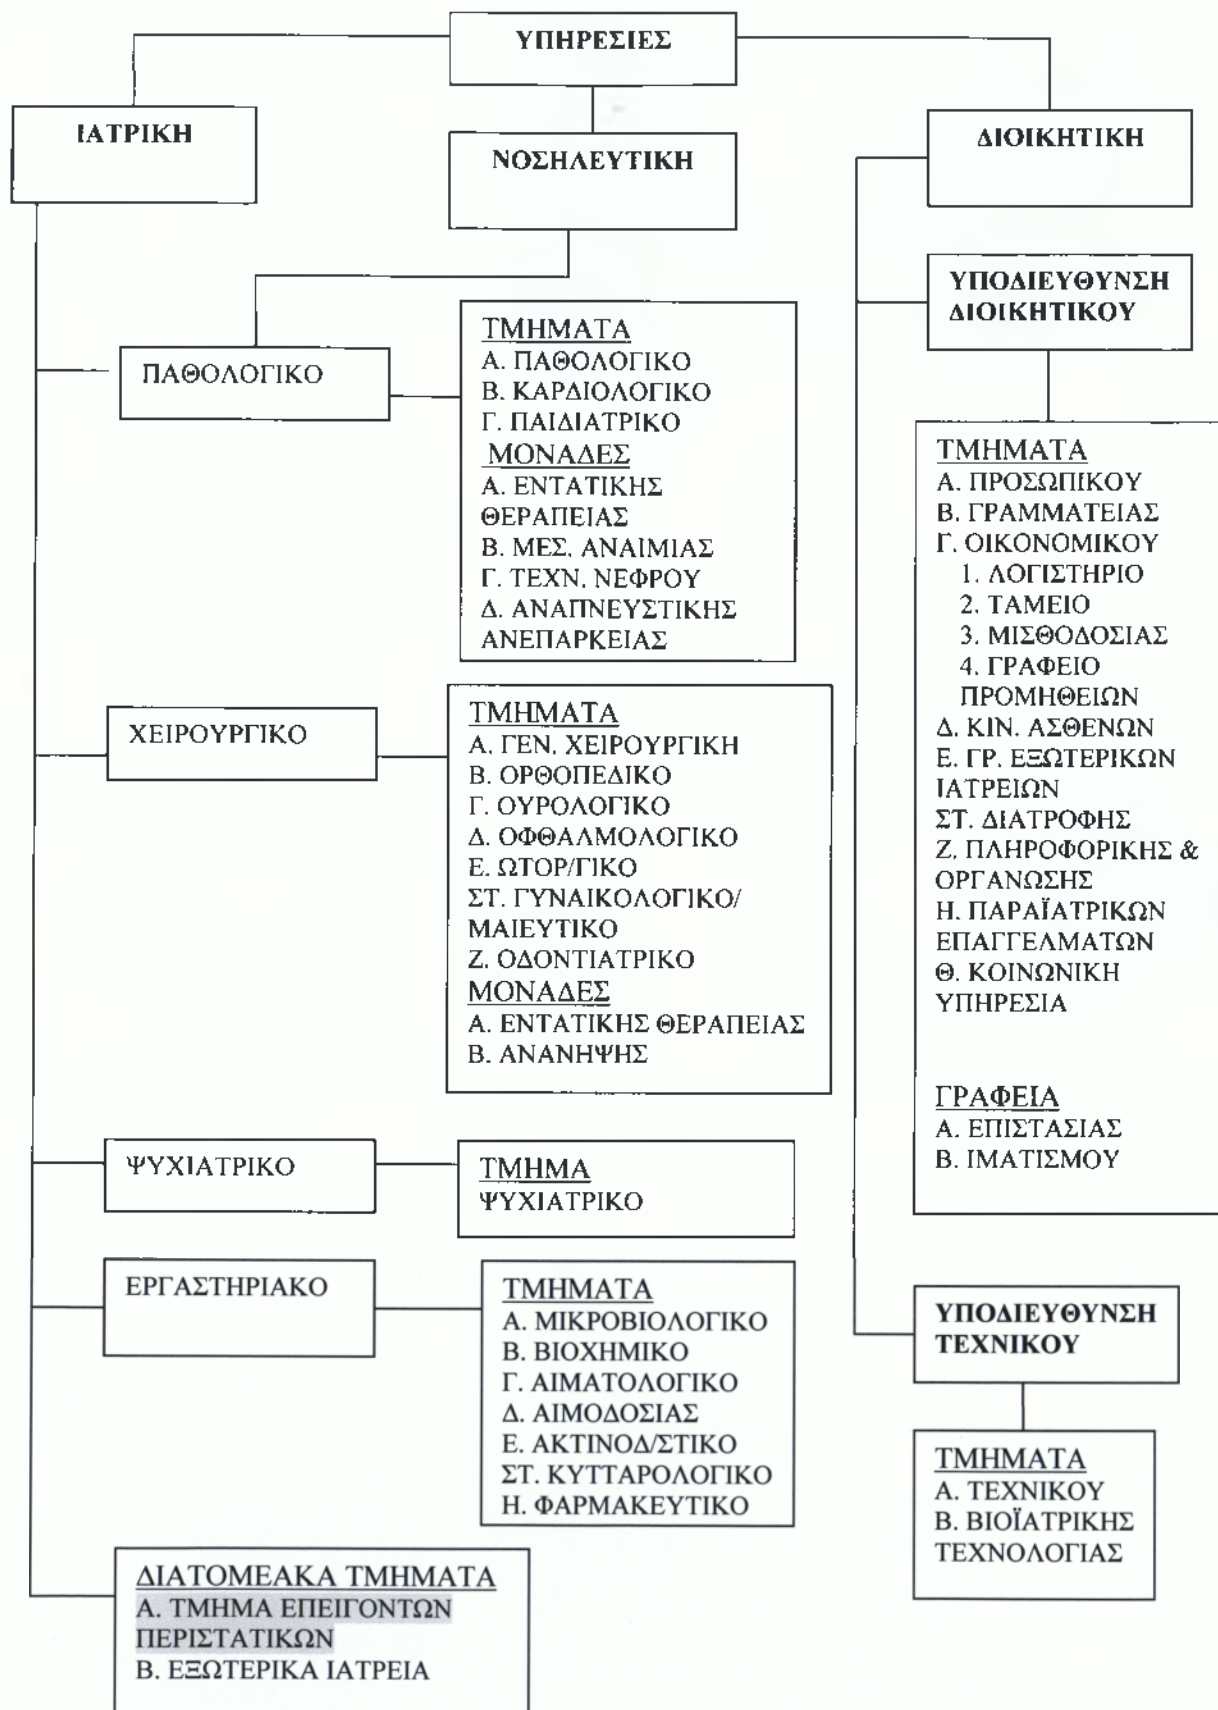 ΥΠΗΡΕΣΙΕΣ
ΙΑΤΡΙΚΗ
ΝΟΣΗΛΕΥΤΙΚΗ
ΔΙΟΙΚΗΤΙΚΗ
ΠΑΘΟΛΟΓΙΚΟ
ΤΜΗΜΑΤΑ
Α. ΠΑΘΟΛΟΓΙΚΟ
Β. ΚΑΡΔΙΟΛΟΓΙΚΟ
Γ. ΠΑΙΔΙΑΤΡΙΚΟ
ΜΟΝΑΔΕΣ
Α. ΕΝΤΑΤΙΚΗΣ
ΘΕΡΑΠΕΙΑΣ
Β. ΜΕΣ. ΑΝΑΙΜΙΑΣ
Γ. ΤΕΧΝ. ΝΕΦΡΟΥ
Δ. ΑΝΑΠΝΕΥΣΤΙΚΗΣ
ΑΝΕΠΑΡΚΕΙΑΣ
ΧΕΙΡΟΥΡΓΙΚΟ
ΤΜΗΜΑΤΑ
Α. ΓΕΝ. ΧΕΙΡΟΥΡΓΙΚΗ
Β. ΟΡΘΟΠΕΔΙΚΟ
Γ. ΟΥΡΟΛΟΓΙΚΟ
Δ. ΟΦΘΑΛΜΟΛΟΓΙΚΟ
Ε. ΩΤΟΡ/ΓΙΚΟ
ΣΤ. ΓΥΝΑΙΚΟΛΟΓΙΚΟ/
ΜΑΙΕΥΤΙΚΟ
Ζ. ΟΔΟΝΤΙΑΤΡΙΚΟ
ΜΟΝΑΔΕΣ
Α. ΕΝΤΑΤΙΚΗΣ ΘΕΡΑΠΕΙΑΣ
Β. ΑΝΑΝΗΨΗΣ
ΨΥΧΙΑΤΡΙΚΟ
ΤΜΗΜΑ
ΨΥΧΙΑΤΡΙΚΟ
ΕΡΓΑΣΤΗΡΙΑΚΟ
ΤΜΗΜΑΤΑ
Α. ΜΙΚΡΟΒΙΟΛΟΓΙΚΟ
Β. ΒΙΟΧΗΜΙΚΟ
Γ. ΑΙΜΑΤΟΛΟΓΙΚΟ
Δ. ΑΙΜΟΔΟΣΙΑΣ
Ε. ΑΚΤΙΝΟΔ/ΣΤΙΚΟ
ΣΤ. ΚΥΤΤΑΡΟΛΟΓΙΚΟ
Η. ΦΑΡΜΑΚΕΥΤΙΚΟ
ΔΙΑΤΟΜΕΑΚΑ ΤΜΗΜΑΤΑ
Α. ΤΜΗΜΑ ΕΠΕΙΓΟΝΤΩΝ
ΠΕΡΙΣΤΑΤΙΚΩΝ
Β. ΕΞΩΤΕΡΙΚΑ ΙΑΤΡΕΙΑ
ΥΠΟΔΙΕΥΘΥΝΣΗ
ΔΙΟΙΚΗΤΙΚΟΥ
ΤΜΗΜΑΤΑ
Α. ΠΡΟΣΩΠΙΚΟΥ
Β. ΓΡΑΜΜΑΤΕΙΑΣ
Γ. ΟΙΚΟΝΟΜΙΚΟΥ
1. ΛΟΓΙΣΤΗΡΙΟ
2. ΤΑΜΕΙΟ
3. ΜΙΣΘΟΔΟΣΙΑΣ
4. ΓΡΑΦΕΙΟ
ΠΡΟΜΗΘΕΙΩΝ
Δ. ΚΙΝ. ΑΣΘΕΝΩΝ
Ε. ΓΡ. ΕΞΩΤΕΡΙΚΩΝ
ΙΑΤΡΕΙΩΝ
ΣΤ. ΔΙΑΤΡΟΦΗΣ
Ζ. ΠΛΗΡΟΦΟΡΙΚΗΣ &
ΟΡΓΑΝΩΣΗΣ
Η. ΠΑΡΑΪΑΤΡΙΚΩΝ
ΕΠΑΓΓΕΛΜΑΤΩΝ
Θ. ΚΟΙΝΩΝΙΚΗ
ΥΠΗΡΕΣΙΑ
ΓΡΑΦΕΙΑ
Α. ΕΠΙΣΤΑΣΙΑΣ
Β. ΙΜΑΤΙΣΜΟΥ
ΥΠΟΔΙΕΥΘΥΝΣΗ
ΤΕΧΝΙΚΟΥ
ΤΜΗΜΑΤΑ
Α. ΤΕΧΝΙΚΟΥ
Β. ΒΙΟΪΑΤΡΙΚΗΣ
ΤΕΧΝΟΛΟΓΙΑΣ